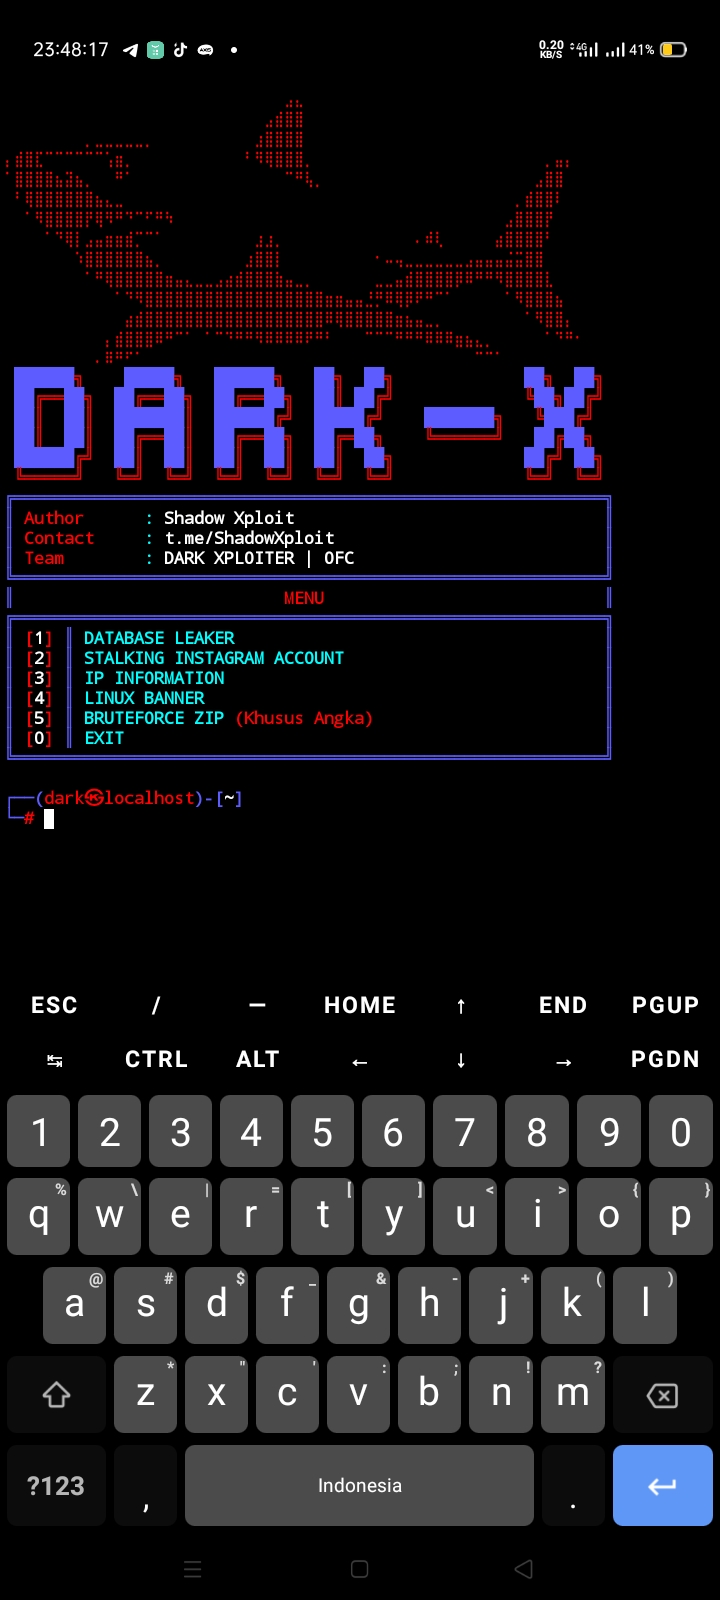 23:48:17 0.20 KB/S 4G 41%
DARK-X
Author : Shadow Xploit
Contact : t.me/ShadowXploit
Team : DARK XPLOITER | OFC
MENU
[1] DATABASE LEAKER
[2] STALKING INSTAGRAM ACCOUNT
[3] IP INFORMATION
[4] LINUX BANNER
[5] BRUTEFORCE ZIP (Khusus Angka)
[0] EXIT
┌──(dark㉿localhost)-[~]
└─#
ESC / — HOME ↑ END PGUP
↹ CTRL ALT ← ↓ → PGDN
1 2 3 4 5 6 7 8 9 0
% \ | = [ ] < > { }
q w e r t y u i o p
@ # $ _ & - + ( )
a s d f g h j k l
* " ' : ; ! ?
z x c v b n m
?123 , Indonesia .